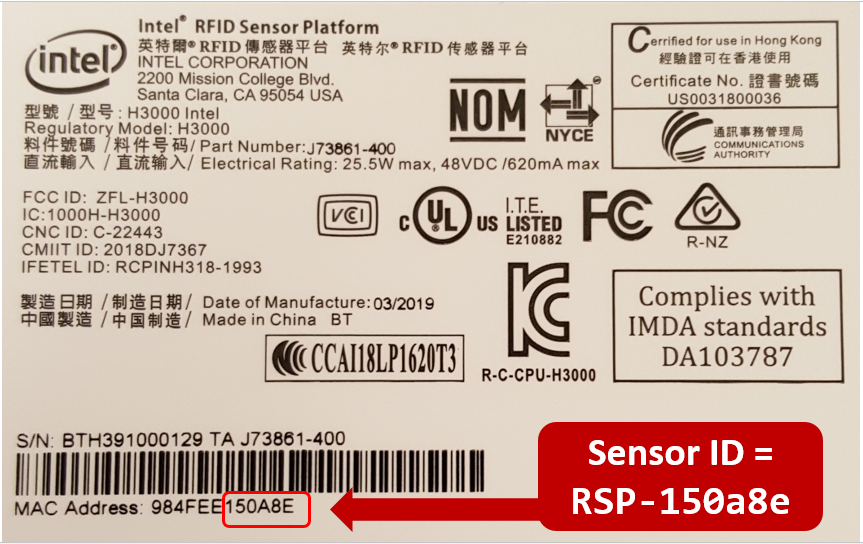 intel®
Intel® RFID Sensor Platform
英特爾® RFID 傳感器平台 英特尔® RFID 传感器平台
INTEL CORPORATION
2200 Mission College Blvd.
Santa Clara, CA 95054 USA
型號 / 型号: H3000 Intel
Regulatory Model: H3000
料件號碼 / 料件号码/ Part Number: J73861-400
直流輸入 / 直流输入/ Electrical Rating: 25.5W max, 48VDC /620mA max
NOM
NYCE
Cerrified for use in Hong Kong
經驗證可在香港使用
Certificate No. 證書號碼
US0031800036
通訊事務管理局
COMMUNICATIONS
AUTHORITY
FCC ID: ZFL-H3000
IC:1000H-H3000
CNC ID: C-22443
CMIIT ID: 2018DJ7367
IFETEL ID: RCPINH318-1993
VCI
C UL US
I.T.E.
LISTED
E210882
FC
R-NZ
製造日期 / 制造日期/ Date of Manufacture: 03/2019
中國製造 / 中国制造/ Made in China BT
CCAI18LP1620T3
R-C-CPU-H3000
Complies with
IMDA standards
DA103787
S/N: BTH391000129 TA J73861-400
MAC Address: 984FEE150A8E
Sensor ID =
RSP-150a8e